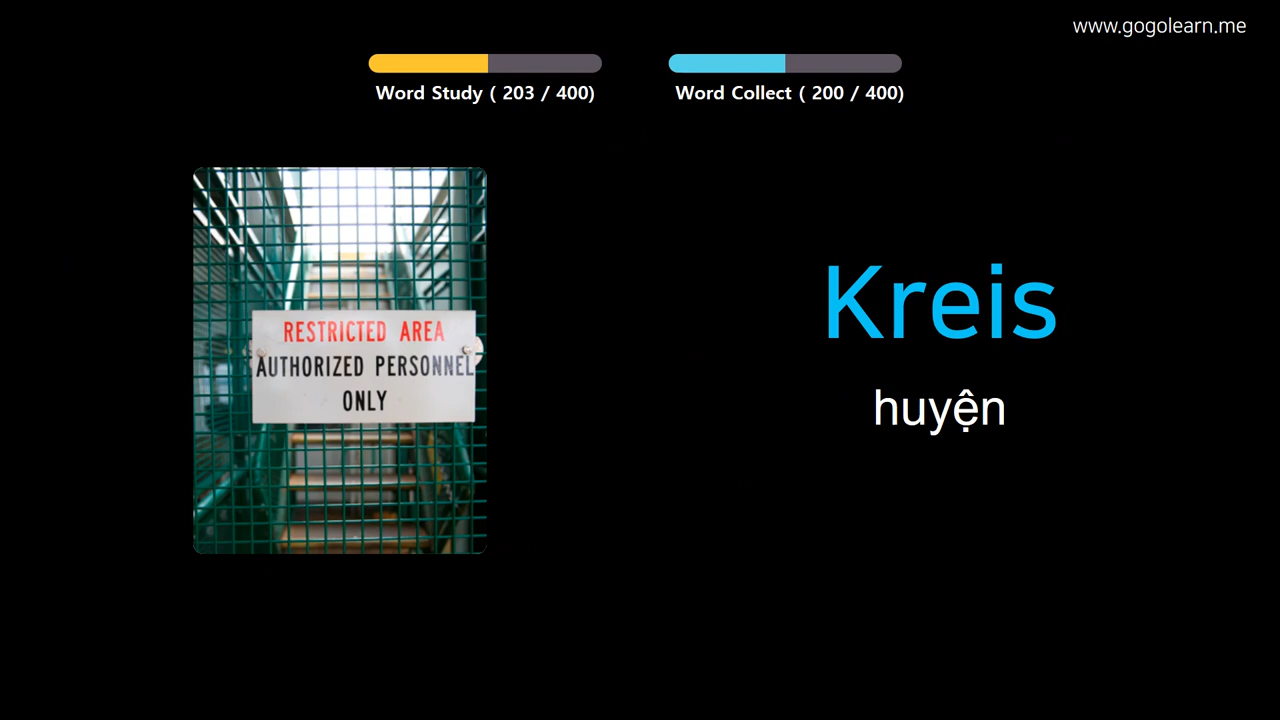 www.gogolearn.me
Word Study ( 203 / 400)
Word Collect ( 200 / 400)
RESTRICTED AREA
AUTHORIZED PERSONNEL
ONLY
Kreis
huyện